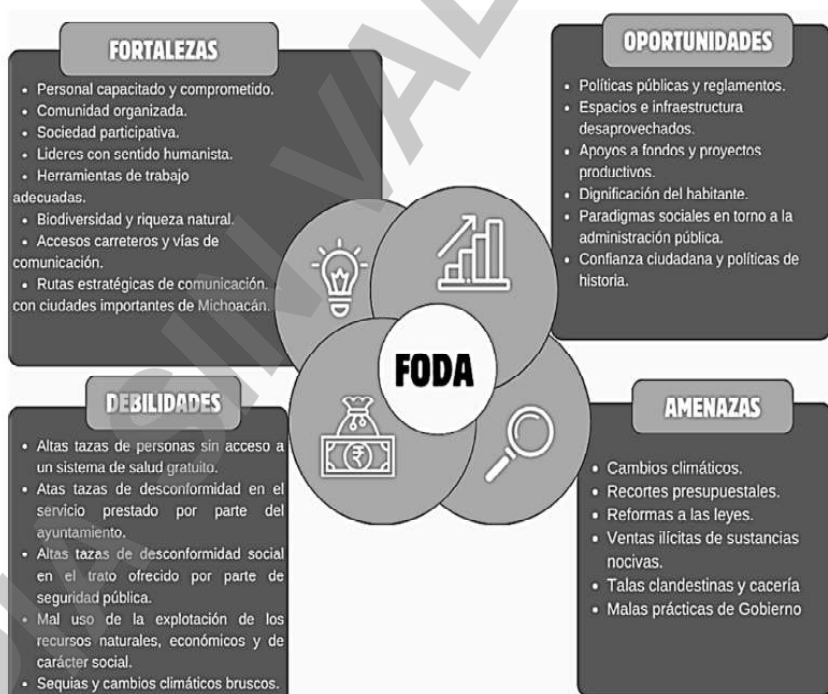 FORTALEZAS
• Personal capacitado y comprometido.
• Comunidad organizada.
• Sociedad participativa.
• Lideres con sentido humanista.
• Herramientas de trabajo
adecuadas.
• Biodiversidad y riqueza natural.
• Accesos carreteros y vías de
comunicación.
• Rutas estratégicas de comunicación.
con ciudades importantes de Michoacán.
OPORTUNIDADES
• Políticas públicas y reglamentos.
• Espacios e infraestructura
desaprovechados.
• Apoyos a fondos y proyectos
productivos.
• Dignificación del habitante.
• Paradigmas sociales en torno a la
administración pública.
• Confianza ciudadana y políticas de
historia.
FODA
₹
DEBILIDADES
• Altas tazas de personas sin acceso a
un sistema de salud gratuito.
• Atas tazas de desconformidad en el
servicio prestado por parte del
ayuntamiento.
• Altas tazas de desconformidad social
en el trato ofrecido por parte de
seguridad pública.
• Mal uso de la explotación de los
recursos naturales, económicos y de
carácter social.
• Sequias y cambios climáticos bruscos.
AMENAZAS
• Cambios climáticos.
• Recortes presupuestales.
• Reformas a las leyes.
• Ventas ilícitas de sustancias
nocivas.
• Talas clandestinas y cacería
• Malas prácticas de Gobierno